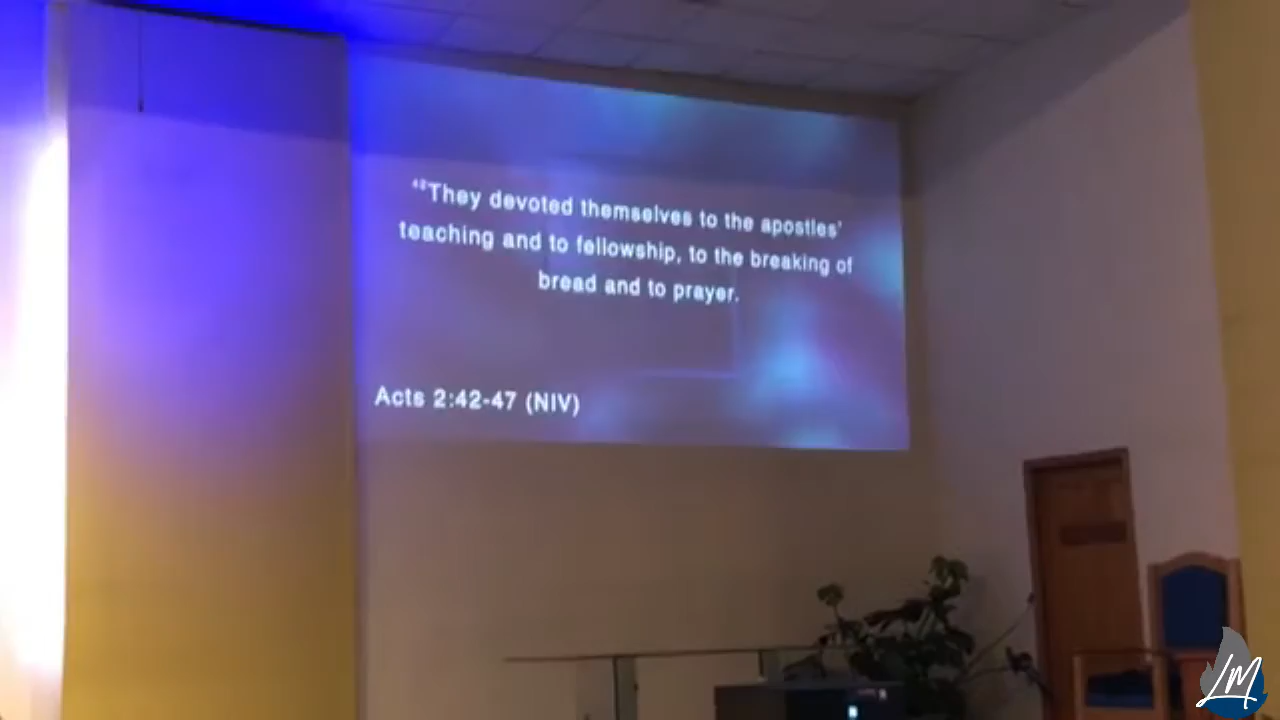 ⁴²They devoted themselves to the apostles'
teaching and to fellowship, to the breaking of
bread and to prayer.
Acts 2:42-47 (NIV)
LM